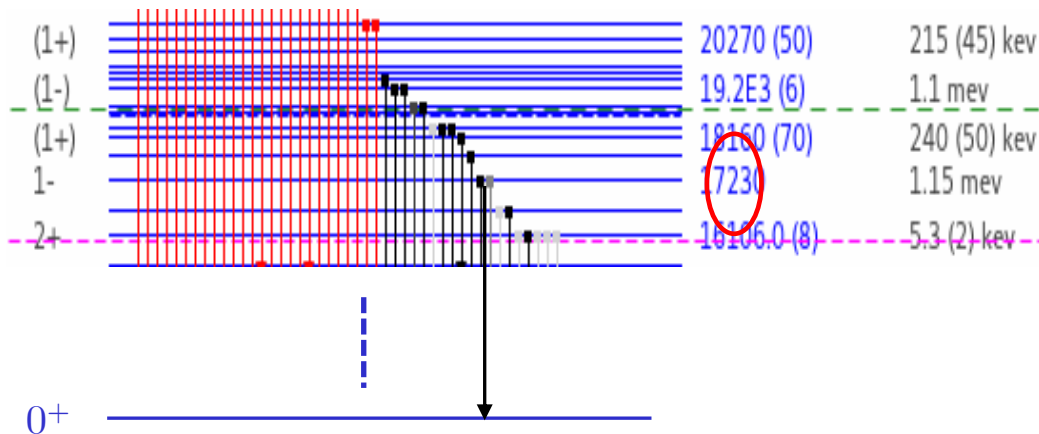 (1+) 20270 (50) 215 (45) kev
(1-) 19.2E3 (6) 1.1 mev
(1+) 18160 (70) 240 (50) kev
1- 17230 1.15 mev
2+ 16106.0 (8) 5.3 (2) kev
0+